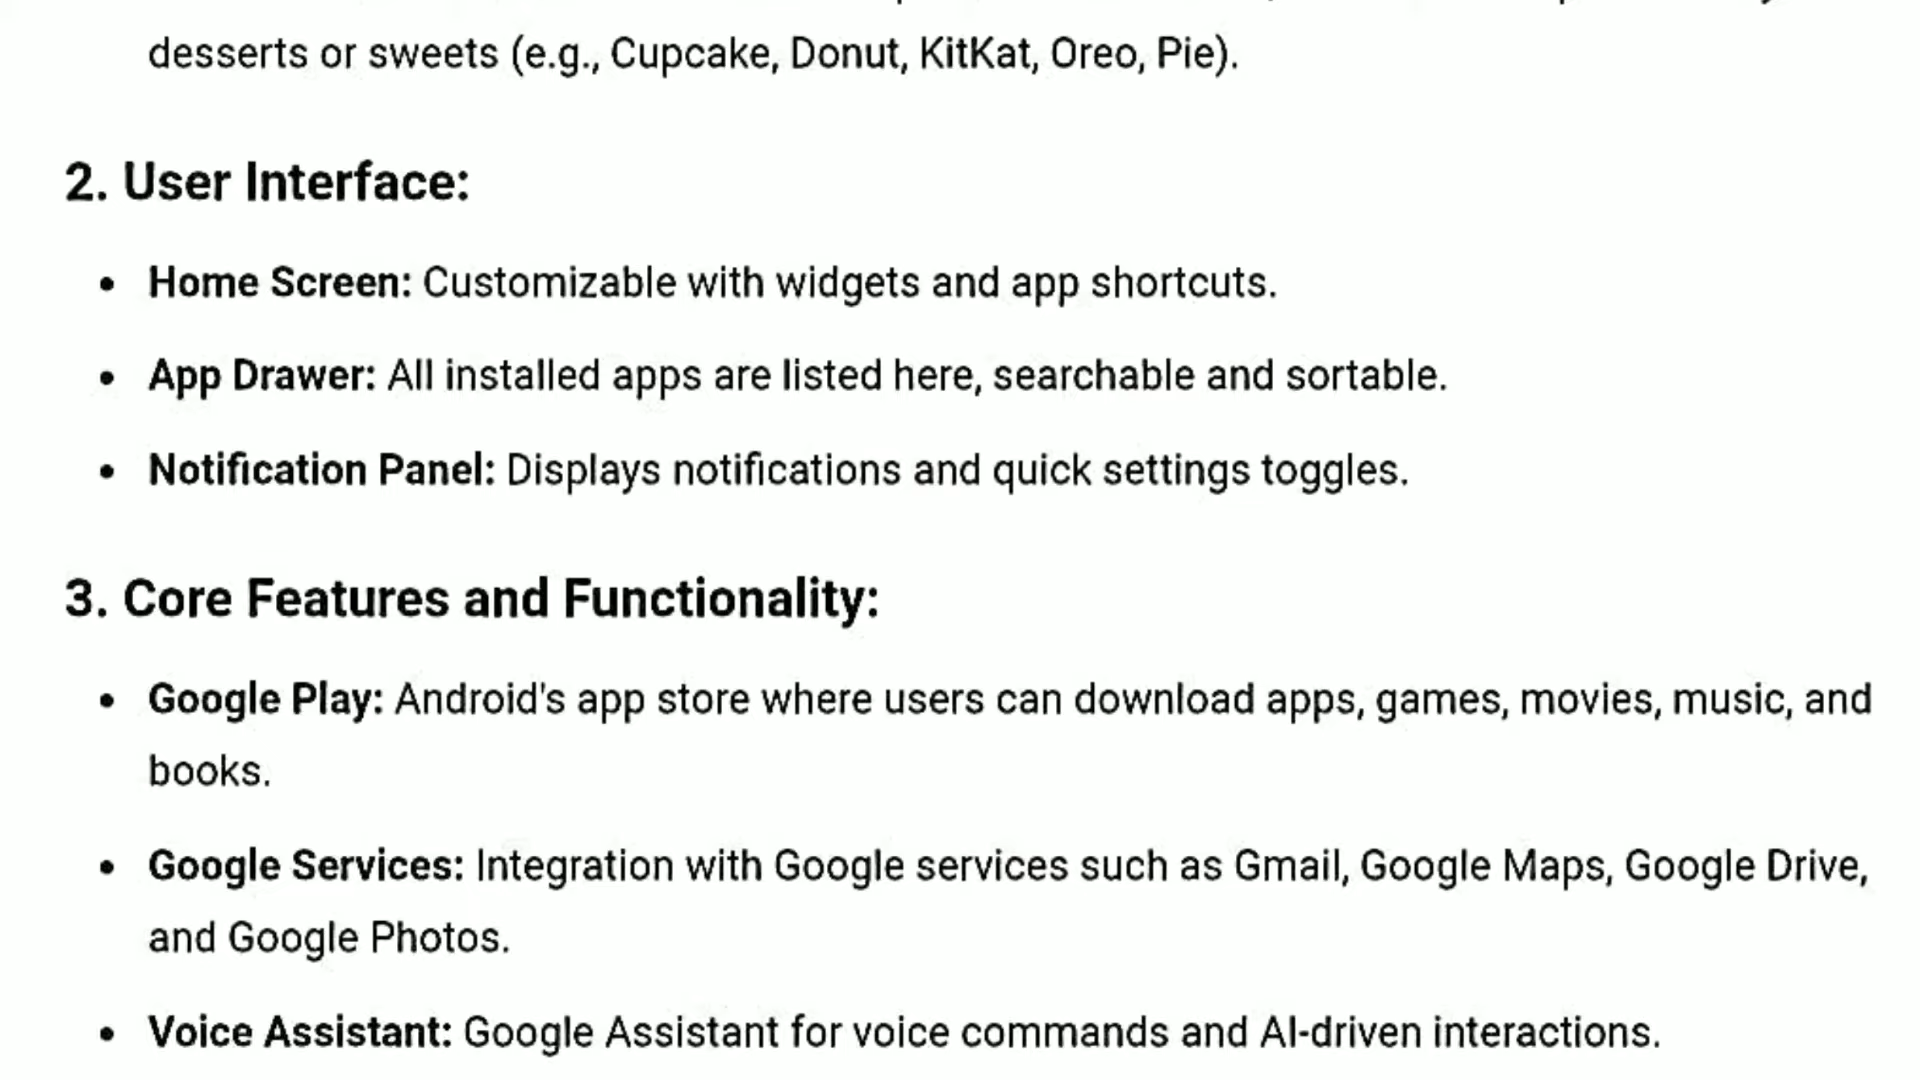 desserts or sweets (e.g., Cupcake, Donut, KitKat, Oreo, Pie).
2. User Interface:
• Home Screen: Customizable with widgets and app shortcuts.
• App Drawer: All installed apps are listed here, searchable and sortable.
• Notification Panel: Displays notifications and quick settings toggles.
3. Core Features and Functionality:
• Google Play: Android's app store where users can download apps, games, movies, music, and
books.
• Google Services: Integration with Google services such as Gmail, Google Maps, Google Drive,
and Google Photos.
• Voice Assistant: Google Assistant for voice commands and AI-driven interactions.